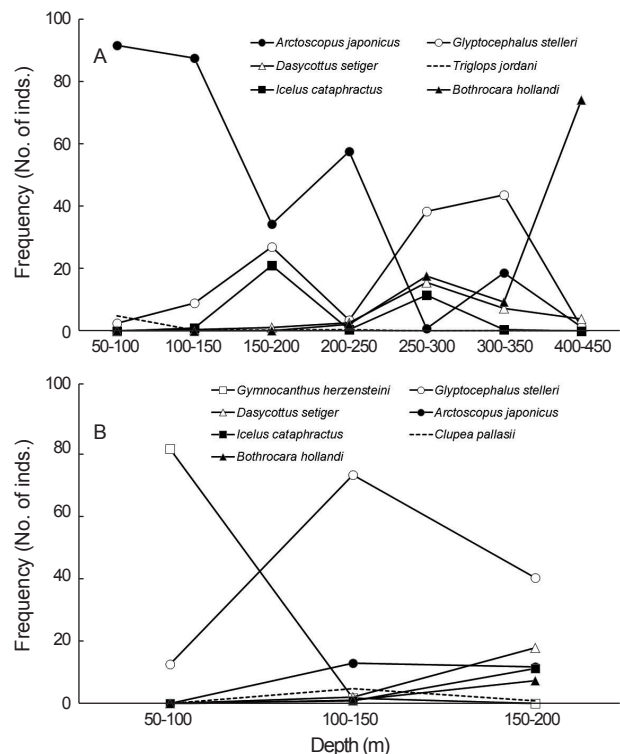 A
Arctoscopus japonicus
Glyptocephalus stelleri
Dasycottus setiger
Triglops jordani
Icelus cataphractus
Bothrocara hollandi
Frequency (No. of inds.)
100
80
60
40
20
0
50-100 100-150 150-200 200-250 250-300 300-350 400-450
B
Gymnocanthus herzensteini
Glyptocephalus stelleri
Dasycottus setiger
Arctoscopus japonicus
Icelus cataphractus
Clupea pallasii
Bothrocara hollandi
Frequency (No. of inds.)
100
80
60
40
20
0
50-100 100-150 150-200
Depth (m)